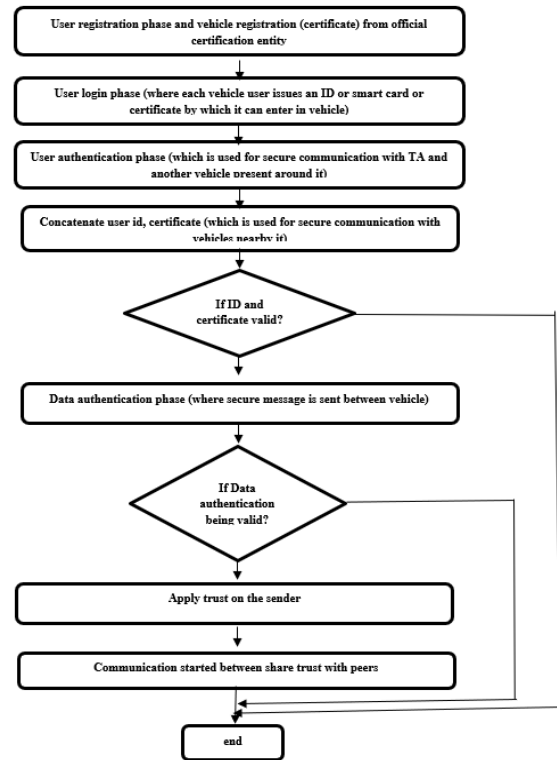 User registration phase and vehicle registration (certificate) from official
certification entity
User login phase (where each vehicle user issues an ID or smart card or
certificate by which it can enter in vehicle)
User authentication phase (which is used for secure communication with TA and
another vehicle present around it)
Concatenate user id, certificate (which is used for secure communication with
vehicles nearby it)
If ID and
certificate valid?
Data authentication phase (where secure message is sent between vehicle)
If Data
authentication
being valid?
Apply trust on the sender
Communication started between share trust with peers
end